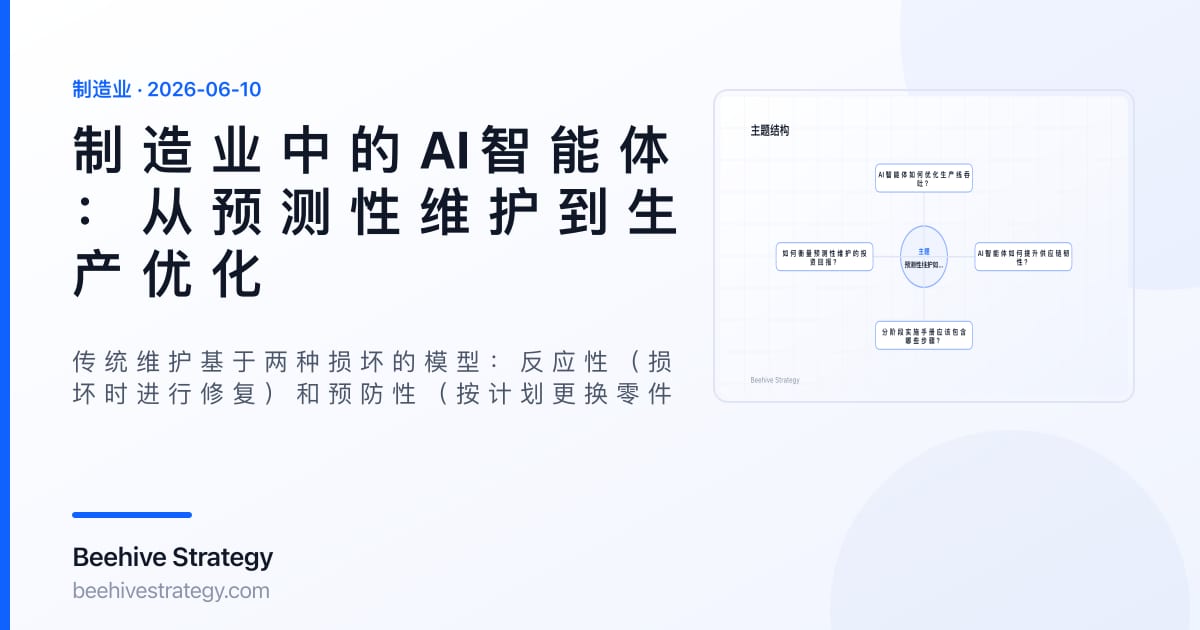 制造业 · 2026-06-10
制造业中的AI智能体
：从预测性维护到生
产优化
传统维护基于两种损坏的模型：反应性（损
坏时进行修复）和预防性（按计划更换零件
Beehive Strategy
beehivestrategy.com
主题结构
AI智能体如何优化生产线吞
吐？
如何衡量预测性维护的投
资回报？
主题
预测性维护如...
AI智能体如何提升供应链韧
性？
分阶段实施手册应该包含
哪些步骤？
Beehive Strategy